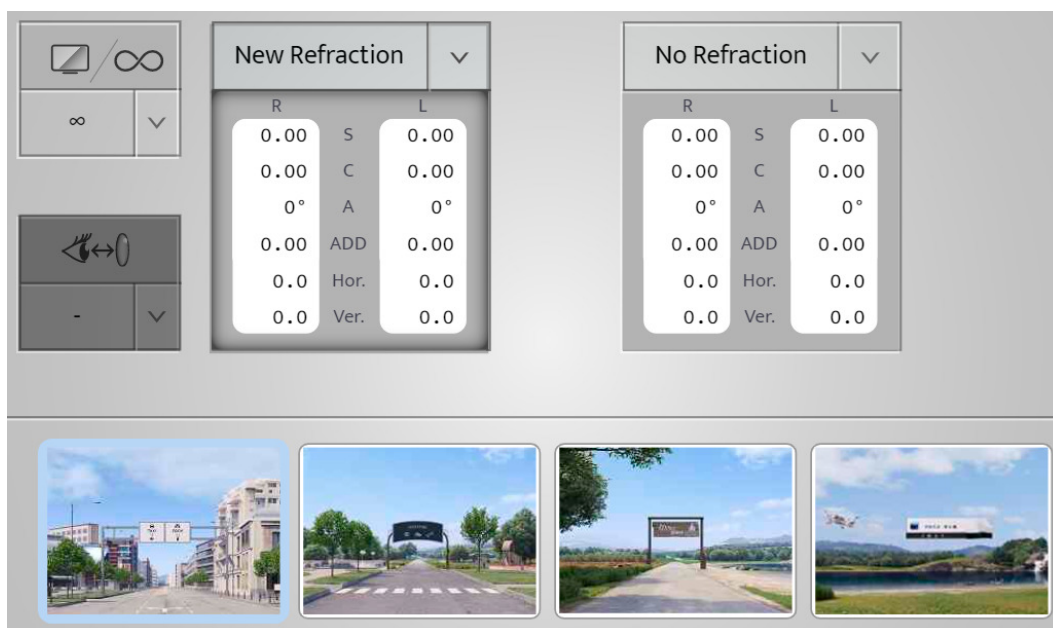 ∞
∞
-
New Refraction
R L
0.00 S 0.00
0.00 C 0.00
0° A 0°
0.00 ADD 0.00
0.0 Hor. 0.0
0.0 Ver. 0.0
No Refraction
R L
0.00 S 0.00
0.00 C 0.00
0° A 0°
0.00 ADD 0.00
0.0 Hor. 0.0
0.0 Ver. 0.0